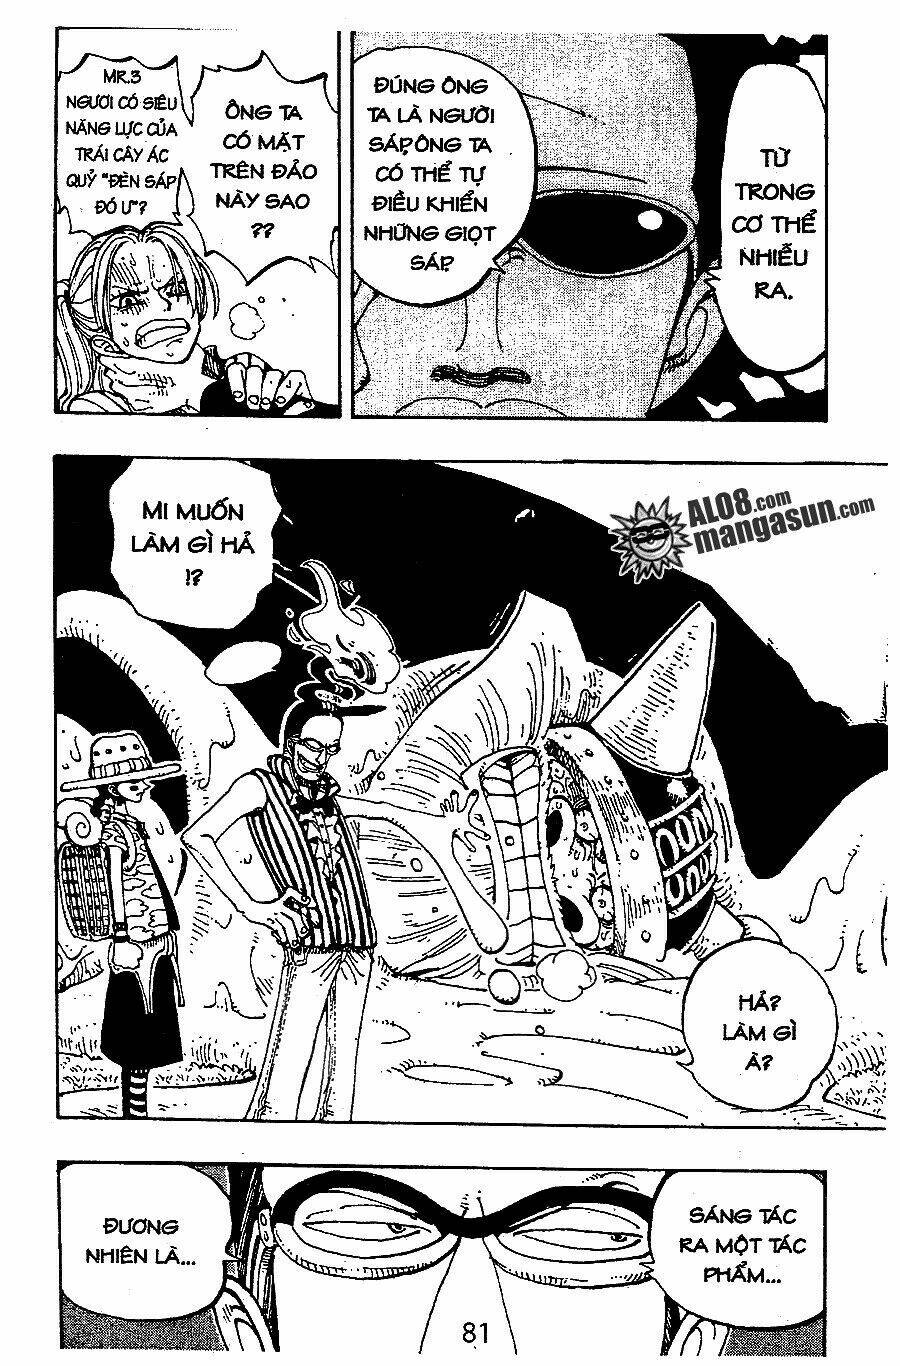 TỪ
TRONG
CƠ THỂ
NHIỄU
RA.
ĐÚNG ÔNG
TA LÀ NGƯỜI
SÁP, ÔNG TA
CÓ THỂ TỰ
ĐIỀU KHIỂN
NHỮNG GIỌT
SÁP.
ÔNG TA
CÓ MẶT
TRÊN ĐẢO
NÀY SAO
??
MR.3
NGƯƠI CÓ SIÊU
NĂNG LỰC CỦA
TRÁI CÂY ÁC
QUỶ "ĐÈN SÁP
ĐÓ Ư"?
AL08.com
mangasun.com
MI MUỐN
LÀM GÌ HẢ
!?
HẢ?
LÀM GÌ
À?
SÁNG TÁC
RA MỘT TÁC
PHẨM...
ĐƯƠNG
NHIÊN LÀ...
81